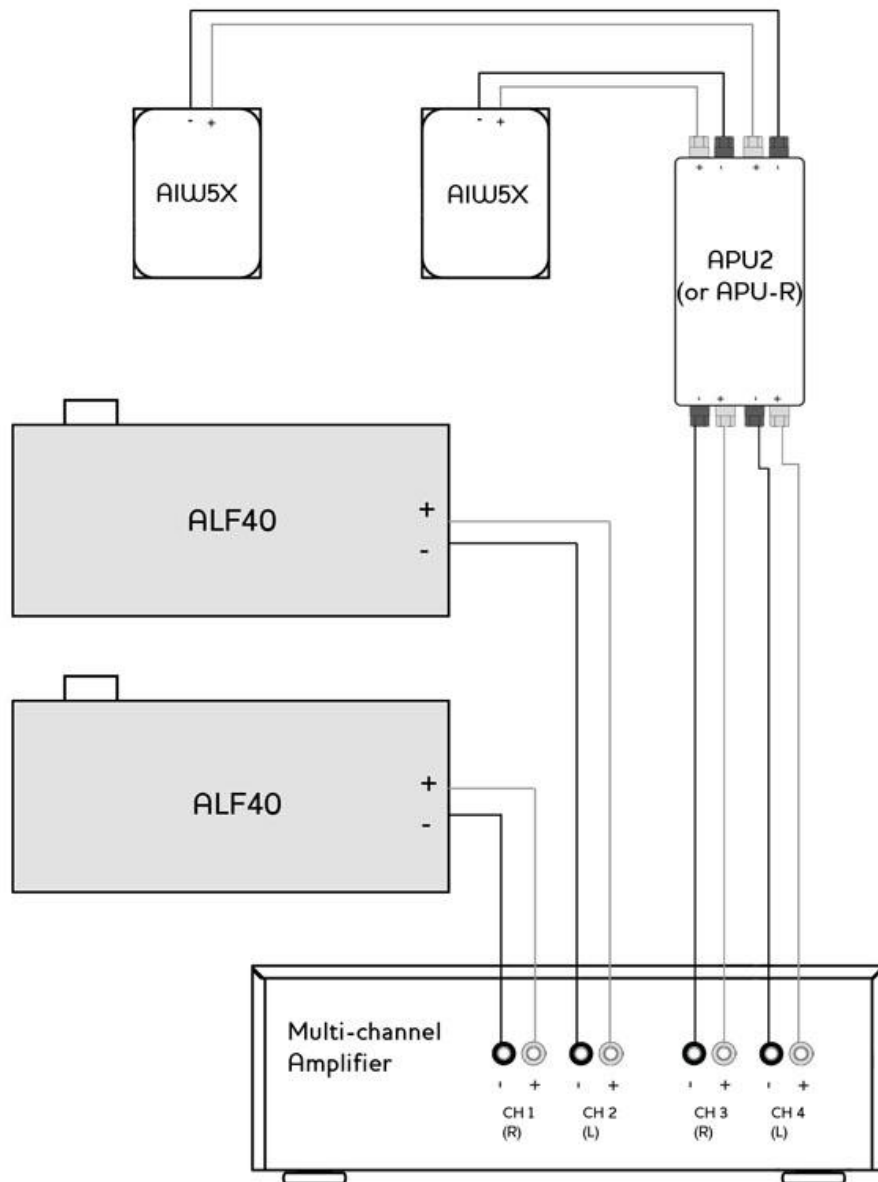 - +
- +
+ - + -
AIW5X
AIW5X
APU2
(or APU-R)
- + - +
ALF40
+
-
ALF40
+
-
Multi-channel
Amplifier
- + - + - + - +
CH 1 CH 2 CH 3 CH 4
(R) (L) (R) (L)